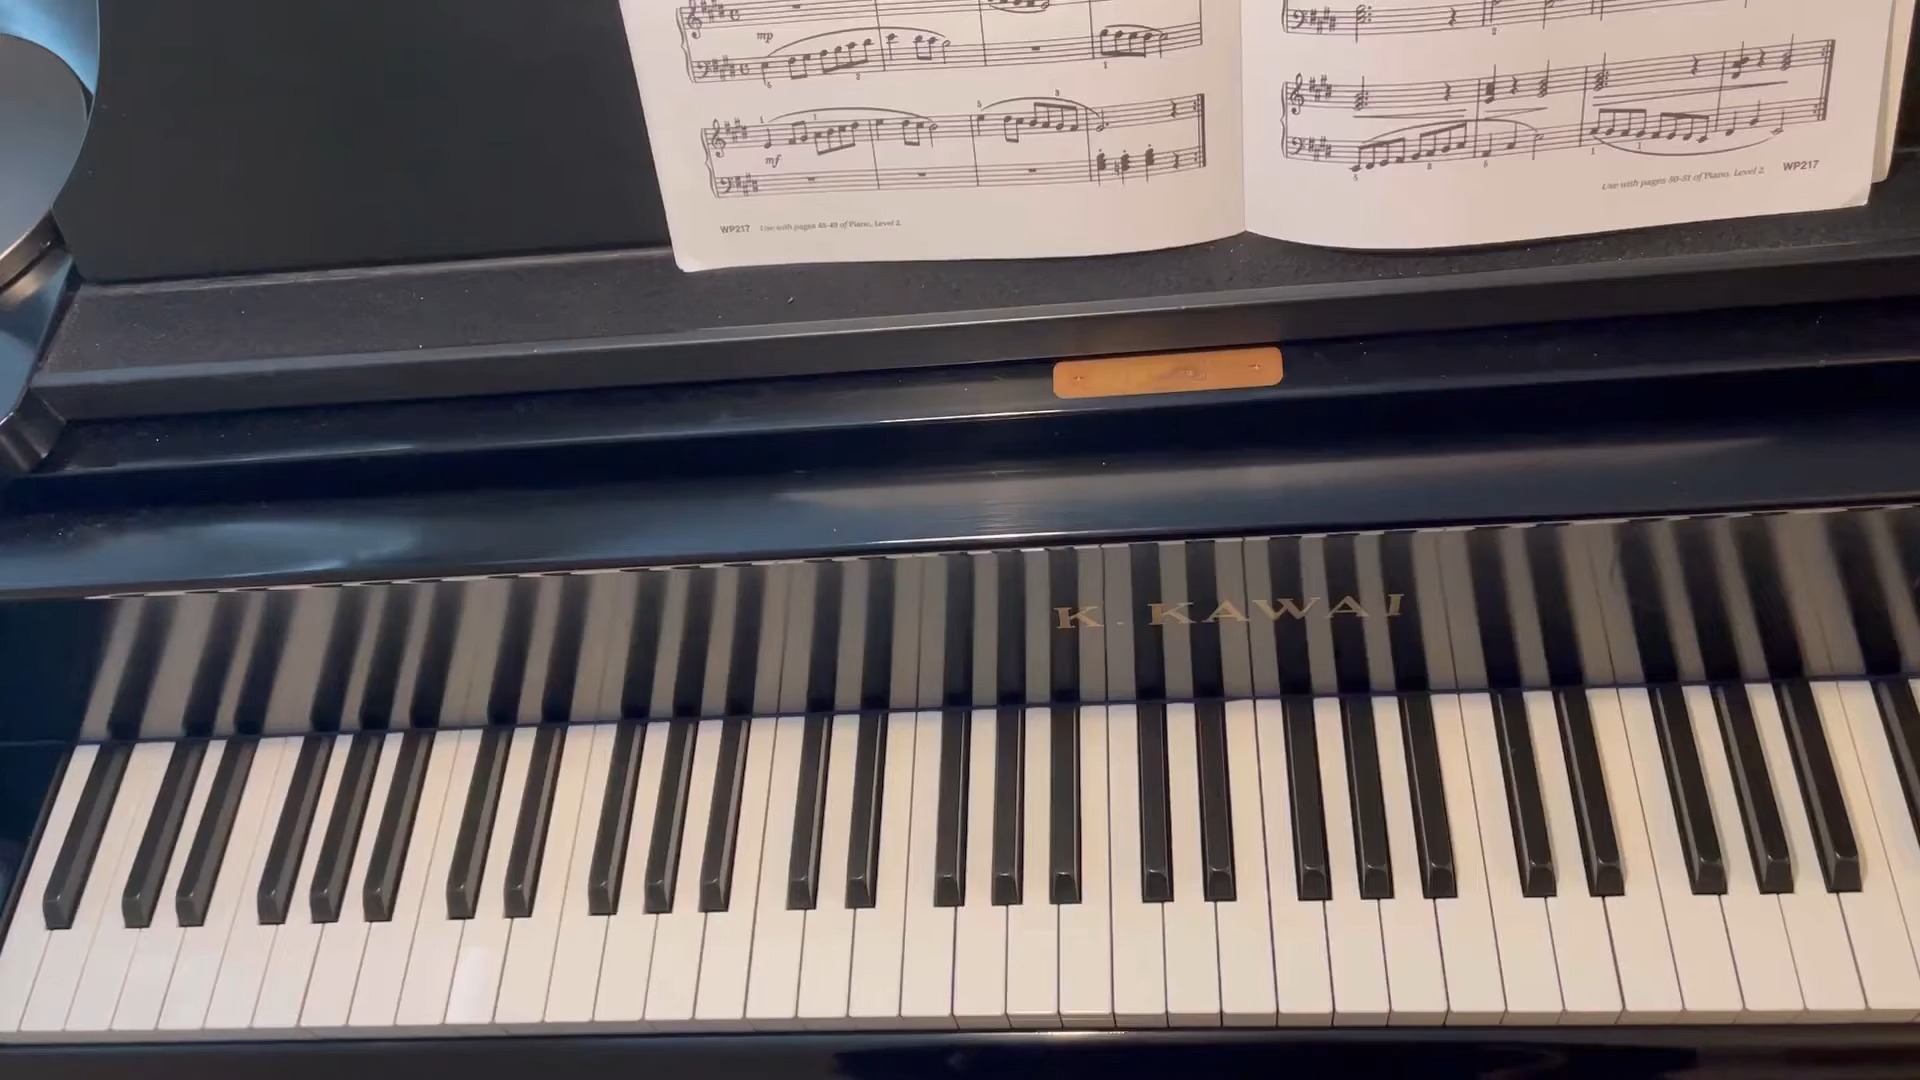 mp
mf
WP217 Use with pages 48-49 of Piano, Level 2.
Use with pages 50-51 of Piano, Level 2. WP217
K. KAWAI